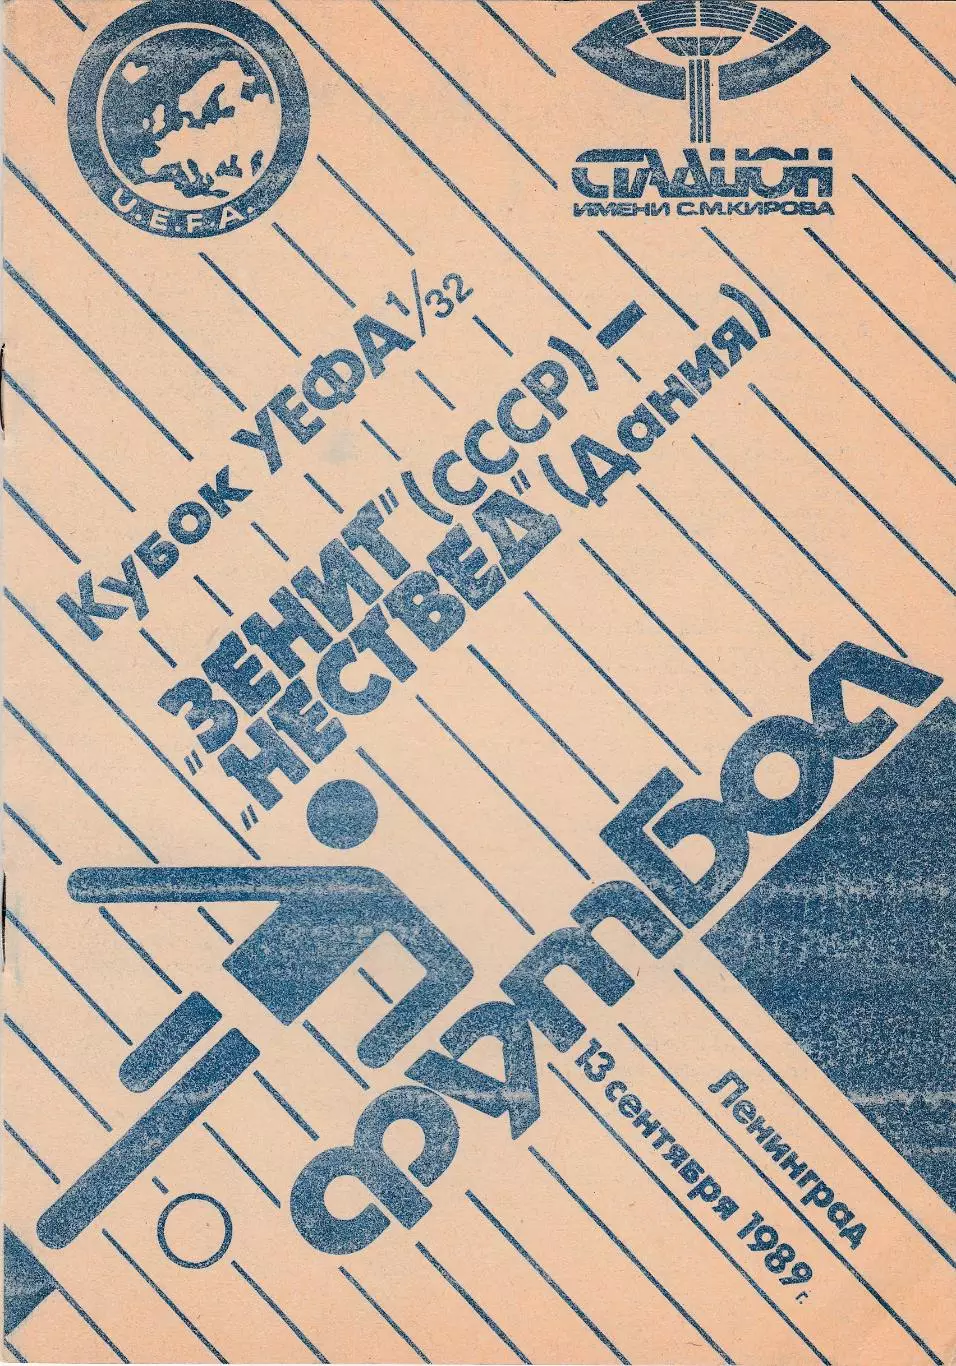 U.E.F.A.
СТАДИОН
ИМЕНИ С.М.КИРОВА
Кубок УЕФА 1/32
"ЗЕНИТ" (СССР) –
"НЕСТВЕД" (Дания)
футбол
13 сентября 1989 г.
Ленинград